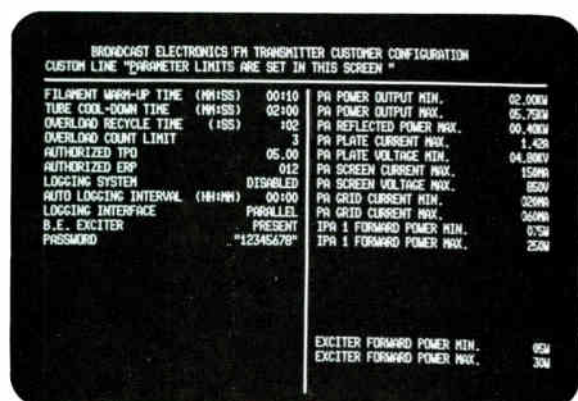 BROADCAST ELECTRONICS FM TRANSMITTER CUSTOMER CONFIGURATION
CUSTOM LINE "PARAMETER LIMITS ARE SET IN THIS SCREEN "
FILAMENT WARM-UP TIME (MM:SS) 00:10
TUBE COOL-DOWN TIME (MM:SS) 02:00
OVERLOAD RECYCLE TIME (:SS) :02
OVERLOAD COUNT LIMIT 3
AUTHORIZED TPO 05.00
AUTHORIZED ERP 012
LOGGING SYSTEM DISABLED
AUTO LOGGING INTERVAL (HH:MM) 00:00
LOGGING INTERFACE PARALLEL
B.E. EXCITER PRESENT
PASSWORD "12345678"
PA POWER OUTPUT MIN. 02.00KW
PA POWER OUTPUT MAX. 05.75KW
PA REFLECTED POWER MAX. 00.40KW
PA PLATE CURRENT MAX. 1.42A
PA PLATE VOLTAGE MIN. 04.80KV
PA SCREEN CURRENT MAX. 150MA
PA SCREEN VOLTAGE MAX. 850V
PA GRID CURRENT MIN. 020MA
PA GRID CURRENT MAX. 060MA
IPA 1 FORWARD POWER MIN. 075W
IPA 1 FORWARD POWER MAX. 250W
EXCITER FORWARD POWER MIN. 05W
EXCITER FORWARD POWER MAX. 30W